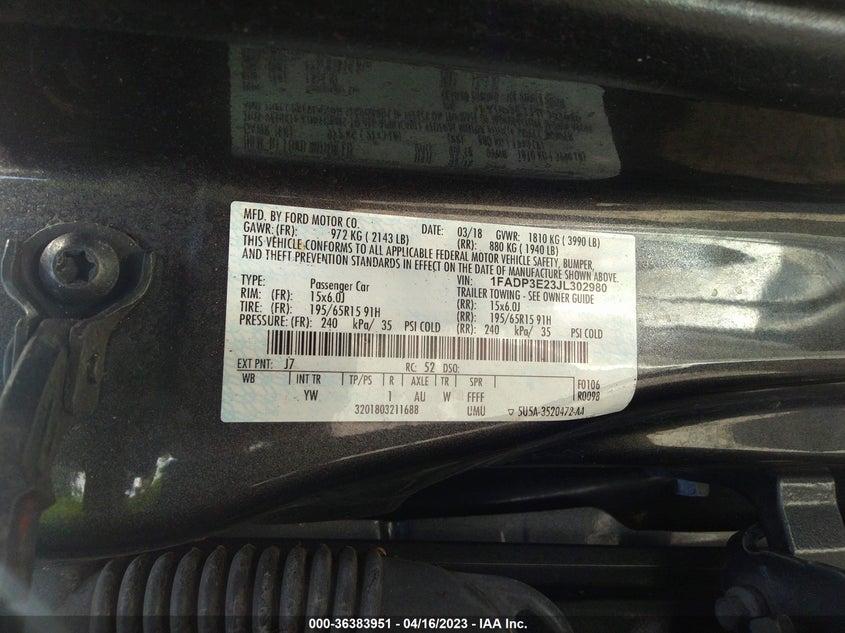 MFD. BY FORD MOTOR CO. DATE: 03/18 GVWR: 1810 KG ( 3990 LB)
GAWR: (FR): 972 KG ( 2143 LB) (RR): 880 KG ( 1940 LB)
THIS VEHICLE CONFORMS TO ALL APPLICABLE FEDERAL MOTOR VEHICLE SAFETY, BUMPER,
AND THEFT PREVENTION STANDARDS IN EFFECT ON THE DATE OF MANUFACTURE SHOWN ABOVE.
VIN: 1FADP3E23JL302980
TYPE: Passenger Car TRAILER TOWING - SEE OWNER GUIDE
RIM: (FR): 15x6.0J (RR): 15x6.0J
TIRE: (FR): 195/65R15 91H (RR): 195/65R15 91H
PRESSURE: (FR): 240 kPa/ 35 PSI COLD (RR): 240 kPa/ 35 PSI COLD
EXT PNT: J7 RC: 52 DSO:
WB INT TR TP/PS R AXLE TR SPR F0106
YW 1 AU W FFFF R0098
3201803211688 UMU ▽ 5U5A-3520472-AA
000-36383951 - 04/16/2023 - IAA Inc.